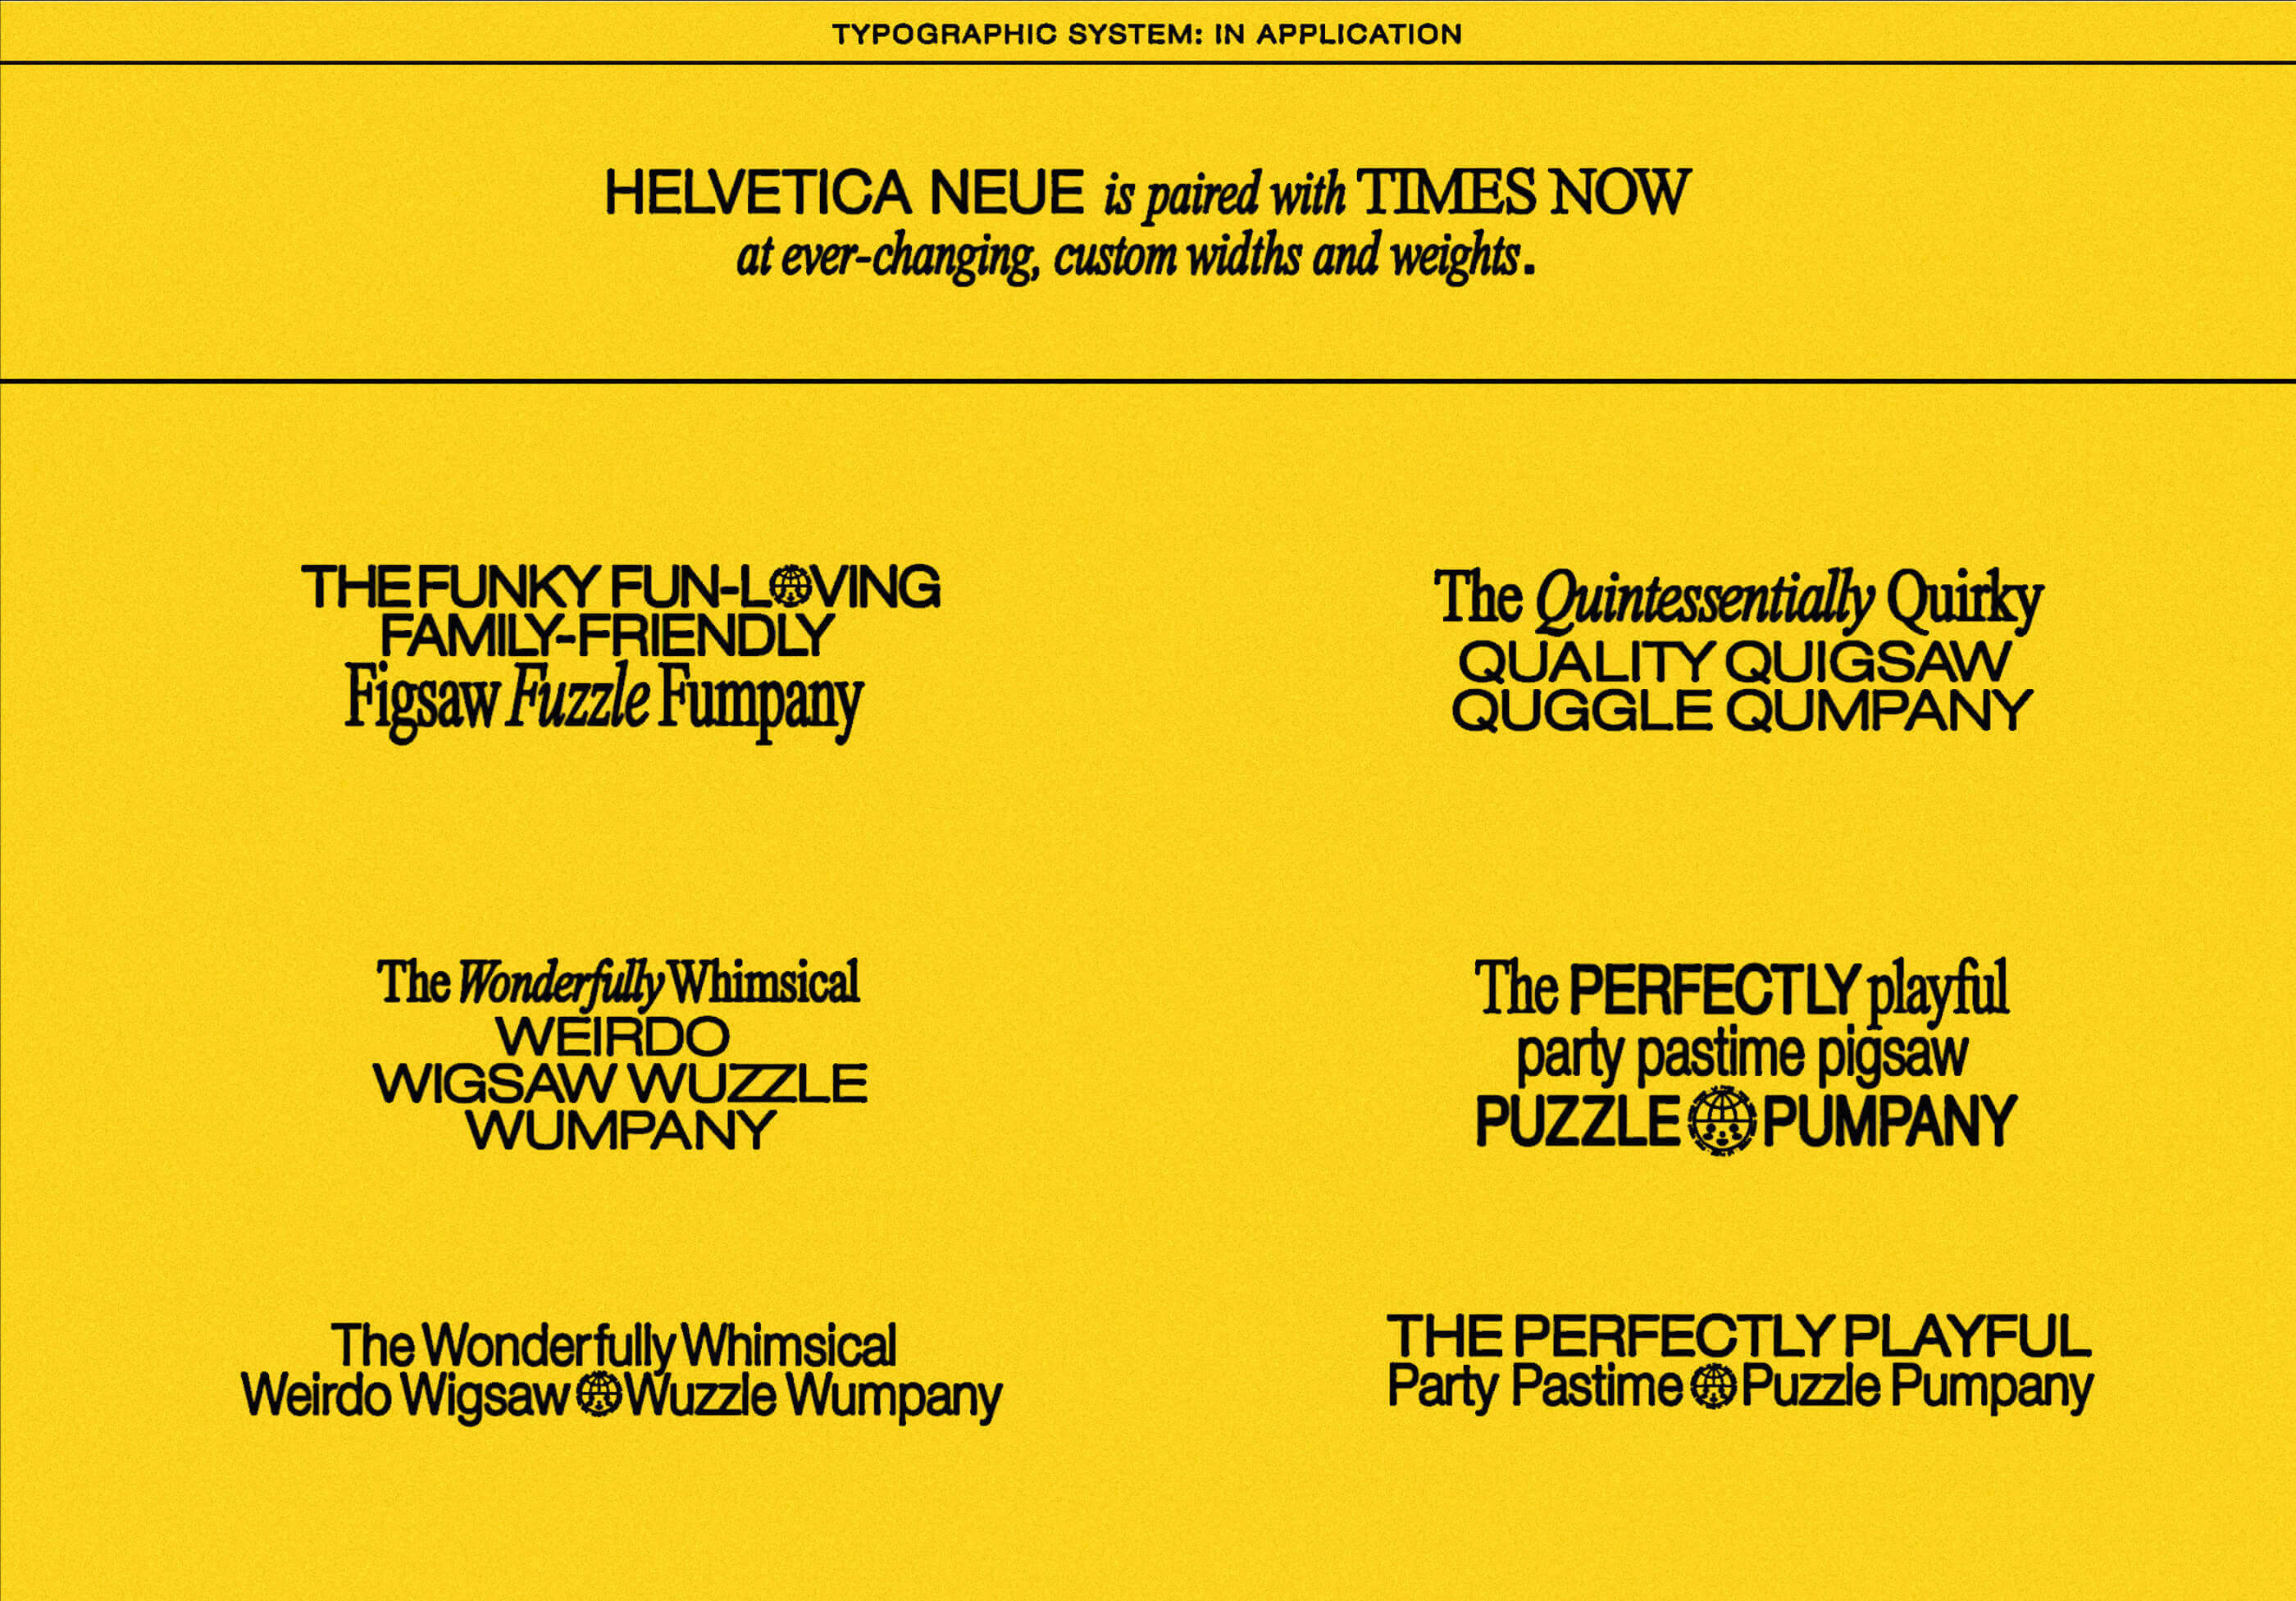 TYPOGRAPHIC SYSTEM: IN APPLICATION
HELVETICA NEUE is paired with TIMES NOW
at ever-changing, custom widths and weights.
THE FUNKY FUN-LOVING
FAMILY-FRIENDLY
Figsaw Fuzzle Fumpany
The Quintessentially Quirky
QUALITY QUIGSAW
QUGGLE QUMPANY
The Wonderfully Whimsical
WEIRDO
WIGSAW WUZZLE
WUMPANY
The PERFECTLY playful
party pastime pigsaw
PUZZLE PUMPANY
The Wonderfully Whimsical
Weirdo Wigsaw Wuzzle Wumpany
THE PERFECTLY PLAYFUL
Party Pastime Puzzle Pumpany